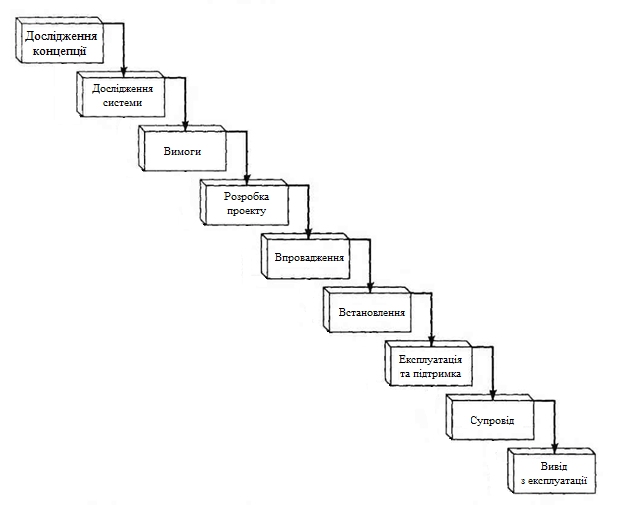 Дослідження
концепції
Дослідження
системи
Вимоги
Розробка
проекту
Впровадження
Встановлення
Експлуатація
та підтримка
Супровід
Вивід
з експлуатації